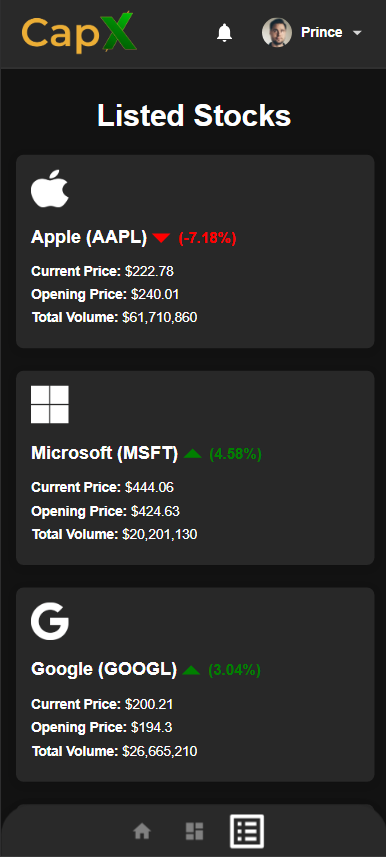 CapX
Prince
Listed Stocks
Apple (AAPL) (-7.18%)
Current Price: $222.78
Opening Price: $240.01
Total Volume: $61,710,860
Microsoft (MSFT) (4.58%)
Current Price: $444.06
Opening Price: $424.63
Total Volume: $20,201,130
Google (GOOGL) (3.04%)
Current Price: $200.21
Opening Price: $194.3
Total Volume: $26,665,210